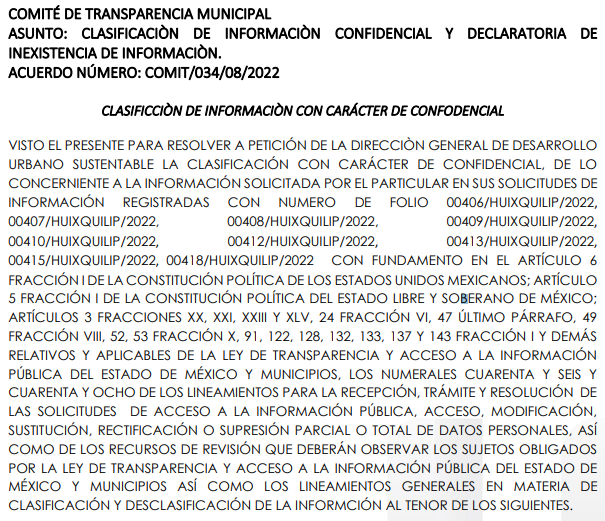 COMITÉ DE TRANSPARENCIA MUNICIPAL
ASUNTO: CLASIFICACIÒN DE INFORMACIÒN CONFIDENCIAL Y DECLARATORIA DE
INEXISTENCIA DE INFORMACIÒN.
ACUERDO NÚMERO: COMIT/034/08/2022
CLASIFICCIÒN DE INFORMACIÒN CON CARÁCTER DE CONFODENCIAL
VISTO EL PRESENTE PARA RESOLVER A PETICIÓN DE LA DIRECCIÒN GENERAL DE DESARROLLO
URBANO SUSTENTABLE LA CLASIFICACIÓN CON CARÁCTER DE CONFIDENCIAL, DE LO
CONCERNIENTE A LA INFORMACIÓN SOLICITADA POR EL PARTICULAR EN SUS SOLICITUDES DE
INFORMACIÓN REGISTRADAS CON NUMERO DE FOLIO 00406/HUIXQUILIP/2022,
00407/HUIXQUILIP/2022, 00408/HUIXQUILIP/2022, 00409/HUIXQUILIP/2022,
00410/HUIXQUILIP/2022, 00412/HUIXQUILIP/2022, 00413/HUIXQUILIP/2022,
00415/HUIXQUILIP/2022, 00418/HUIXQUILIP/2022 CON FUNDAMENTO EN EL ARTÍCULO 6
FRACCIÓN I DE LA CONSTITUCIÓN POLÍTICA DE LOS ESTADOS UNIDOS MEXICANOS; ARTÍCULO
5 FRACCIÓN I DE LA CONSTITUCIÓN POLÍTICA DEL ESTADO LIBRE Y SOBERANO DE MÉXICO;
ARTÍCULOS 3 FRACCIONES XX, XXI, XXIII Y XLV, 24 FRACCIÓN VI, 47 ÚLTIMO PÁRRAFO, 49
FRACCIÓN VIII, 52, 53 FRACCIÓN X, 91, 122, 128, 132, 133, 137 Y 143 FRACCIÓN I Y DEMÁS
RELATIVOS Y APLICABLES DE LA LEY DE TRANSPARENCIA Y ACCESO A LA INFORMACIÓN
PÚBLICA DEL ESTADO DE MÉXICO Y MUNICIPIOS, LOS NUMERALES CUARENTA Y SEIS Y
CUARENTA Y OCHO DE LOS LINEAMIENTOS PARA LA RECEPCIÓN, TRÁMITE Y RESOLUCIÓN DE
LAS SOLICITUDES DE ACCESO A LA INFORMACIÓN PÚBLICA, ACCESO, MODIFICACIÓN,
SUSTITUCIÓN, RECTIFICACIÓN O SUPRESIÓN PARCIAL O TOTAL DE DATOS PERSONALES, ASÍ
COMO DE LOS RECURSOS DE REVISIÓN QUE DEBERÁN OBSERVAR LOS SUJETOS OBLIGADOS
POR LA LEY DE TRANSPARENCIA Y ACCESO A LA INFORMACIÓN PÚBLICA DEL ESTADO DE
MÉXICO Y MUNICIPIOS ASÍ COMO LOS LINEAMIENTOS GENERALES EN MATERIA DE
CLASIFICACIÓN Y DESCLASIFICACIÓN DE LA INFORMCIÓN AL TENOR DE LOS SIGUIENTES.